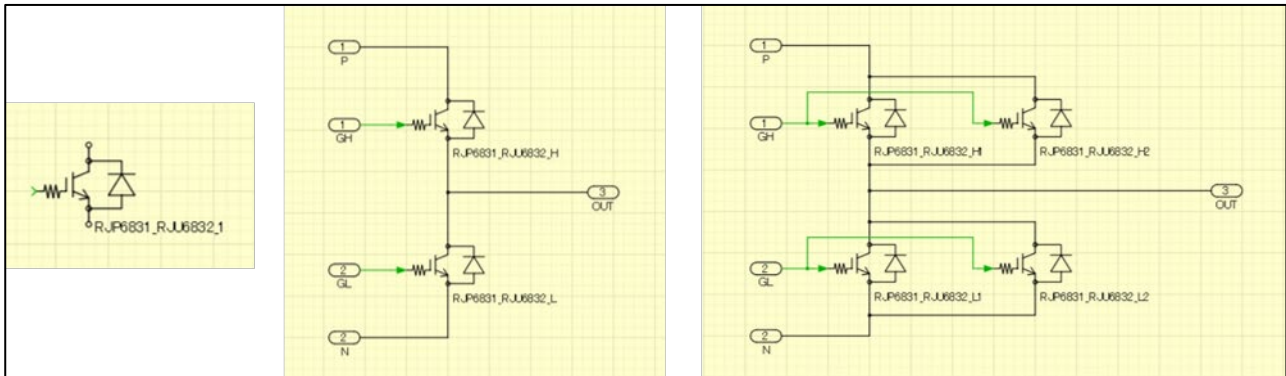 RJP6831_RJU6832_1
1
P
1
GH
RJP6831_RJU6832_H
3
OUT
2
GL
RJP6831_RJU6832_L
2
N
1
P
1
GH
RJP6831_RJU6832_H1
RJP6831_RJU6832_H2
3
OUT
2
GL
RJP6831_RJU6832_L1
RJP6831_RJU6832_L2
2
N